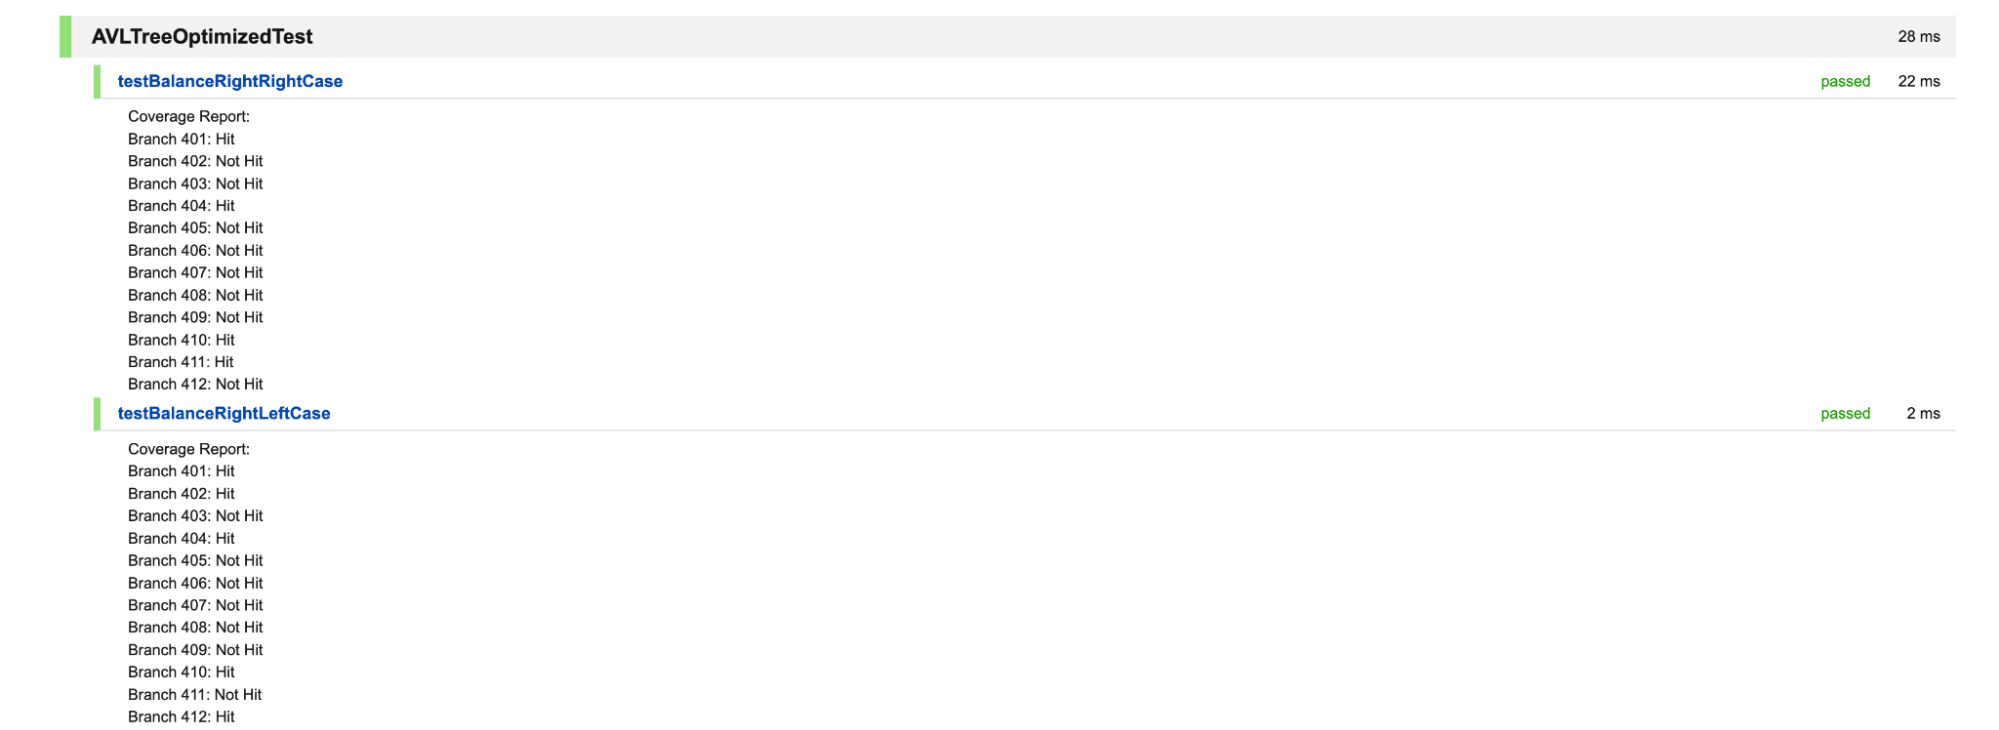 AVLTreeOptimizedTest 28 ms
testBalanceRightRightCase passed 22 ms
Coverage Report:
Branch 401: Hit
Branch 402: Not Hit
Branch 403: Not Hit
Branch 404: Hit
Branch 405: Not Hit
Branch 406: Not Hit
Branch 407: Not Hit
Branch 408: Not Hit
Branch 409: Not Hit
Branch 410: Hit
Branch 411: Hit
Branch 412: Not Hit
testBalanceRightLeftCase passed 2 ms
Coverage Report:
Branch 401: Hit
Branch 402: Hit
Branch 403: Not Hit
Branch 404: Hit
Branch 405: Not Hit
Branch 406: Not Hit
Branch 407: Not Hit
Branch 408: Not Hit
Branch 409: Not Hit
Branch 410: Hit
Branch 411: Not Hit
Branch 412: Hit